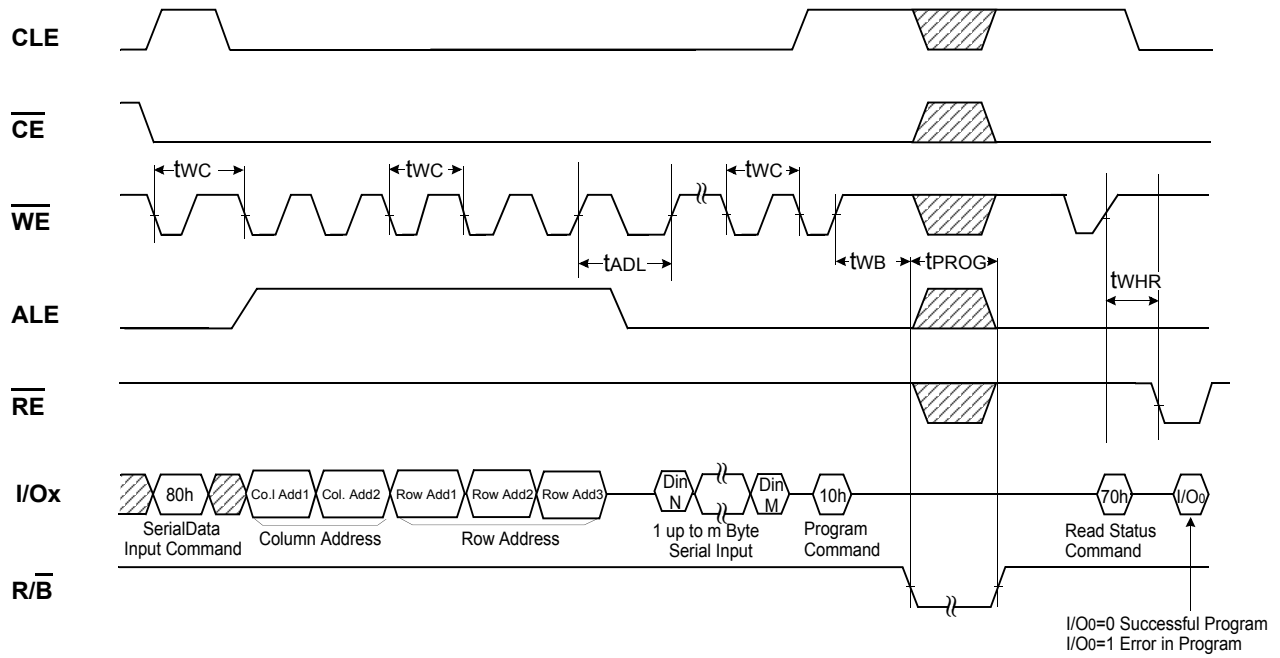 CLE
CE
tWC
tWC
tWC
WE
tADL
tWB
tPROG
tWHR
ALE
RE
I/Ox
80h
Co.l Add1
Col. Add2
Row Add1
Row Add2
Row Add3
Din
N
Din
M
10h
70h
I/O0
SerialData
Input Command
Column Address
Row Address
1 up to m Byte
Serial Input
Program
Command
Read Status
Command
R/B
I/O0=0 Successful Program
I/O0=1 Error in Program